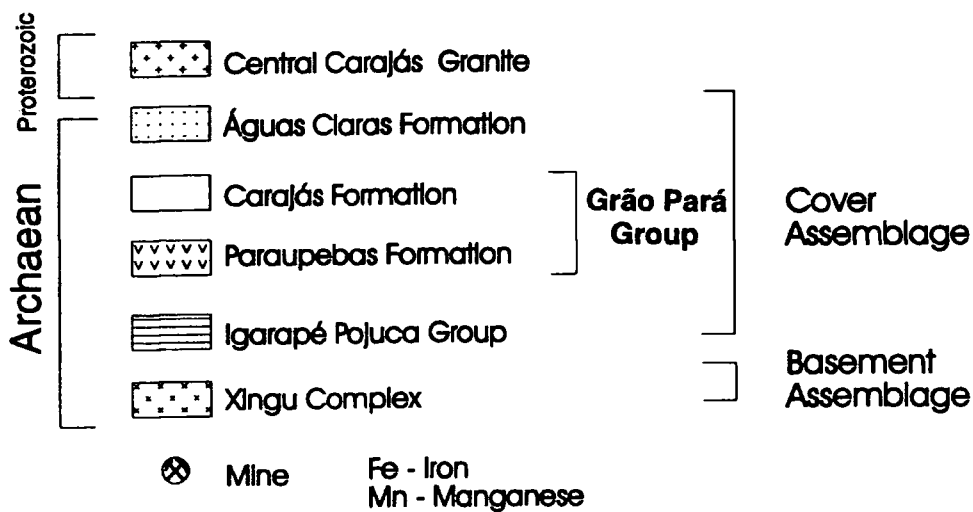 Proterozoic
Central Carajás Granite
Águas Claras Formation
Archaean
Carajás Formation
Paraupebas Formation
Grão Pará
Group
Cover
Assemblage
Igarapé Pojuca Group
Xingu Complex
Basement
Assemblage
Mine
Fe - Iron
Mn - Manganese